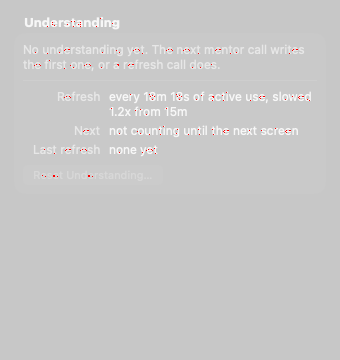 Understanding
No understanding yet. The next mentor call writes
the first one, or a refresh call does.
Refresh every 18m 18s of active use, slowed
1.2x from 15m
Next not counting until the next screen
Last refresh none yet
Reset Understanding...